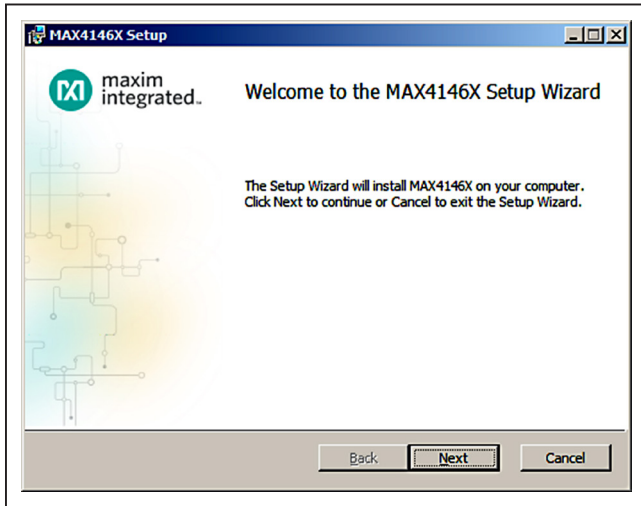 MAX4146X Setup
maxim
integrated™
Welcome to the MAX4146X Setup Wizard
The Setup Wizard will install MAX4146X on your computer.
Click Next to continue or Cancel to exit the Setup Wizard.
Back
Next
Cancel